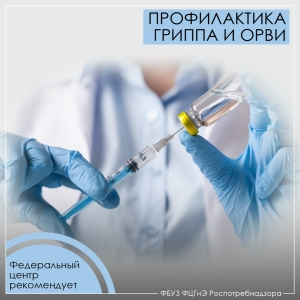 ПРОФИЛАКТИКА
ГРИППА И ОРВИ
Федеральный
центр
рекомендует
ФБУЗ ФЦГиЭ Роспотребнадзора